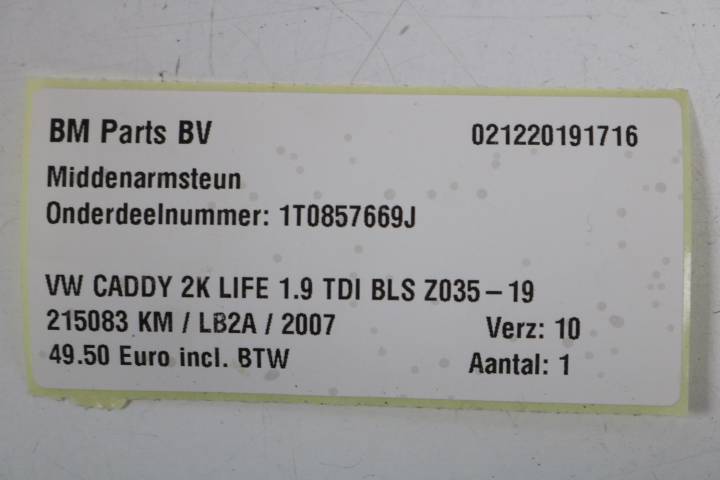 BM Parts BV 021220191716
Middenarmsteun
Onderdeelnummer: 1T0857669J
VW CADDY 2K LIFE 1.9 TDI BLS Z035-19
215083 KM / LB2A / 2007 Verz: 10
49.50 Euro incl. BTW Aantal: 1